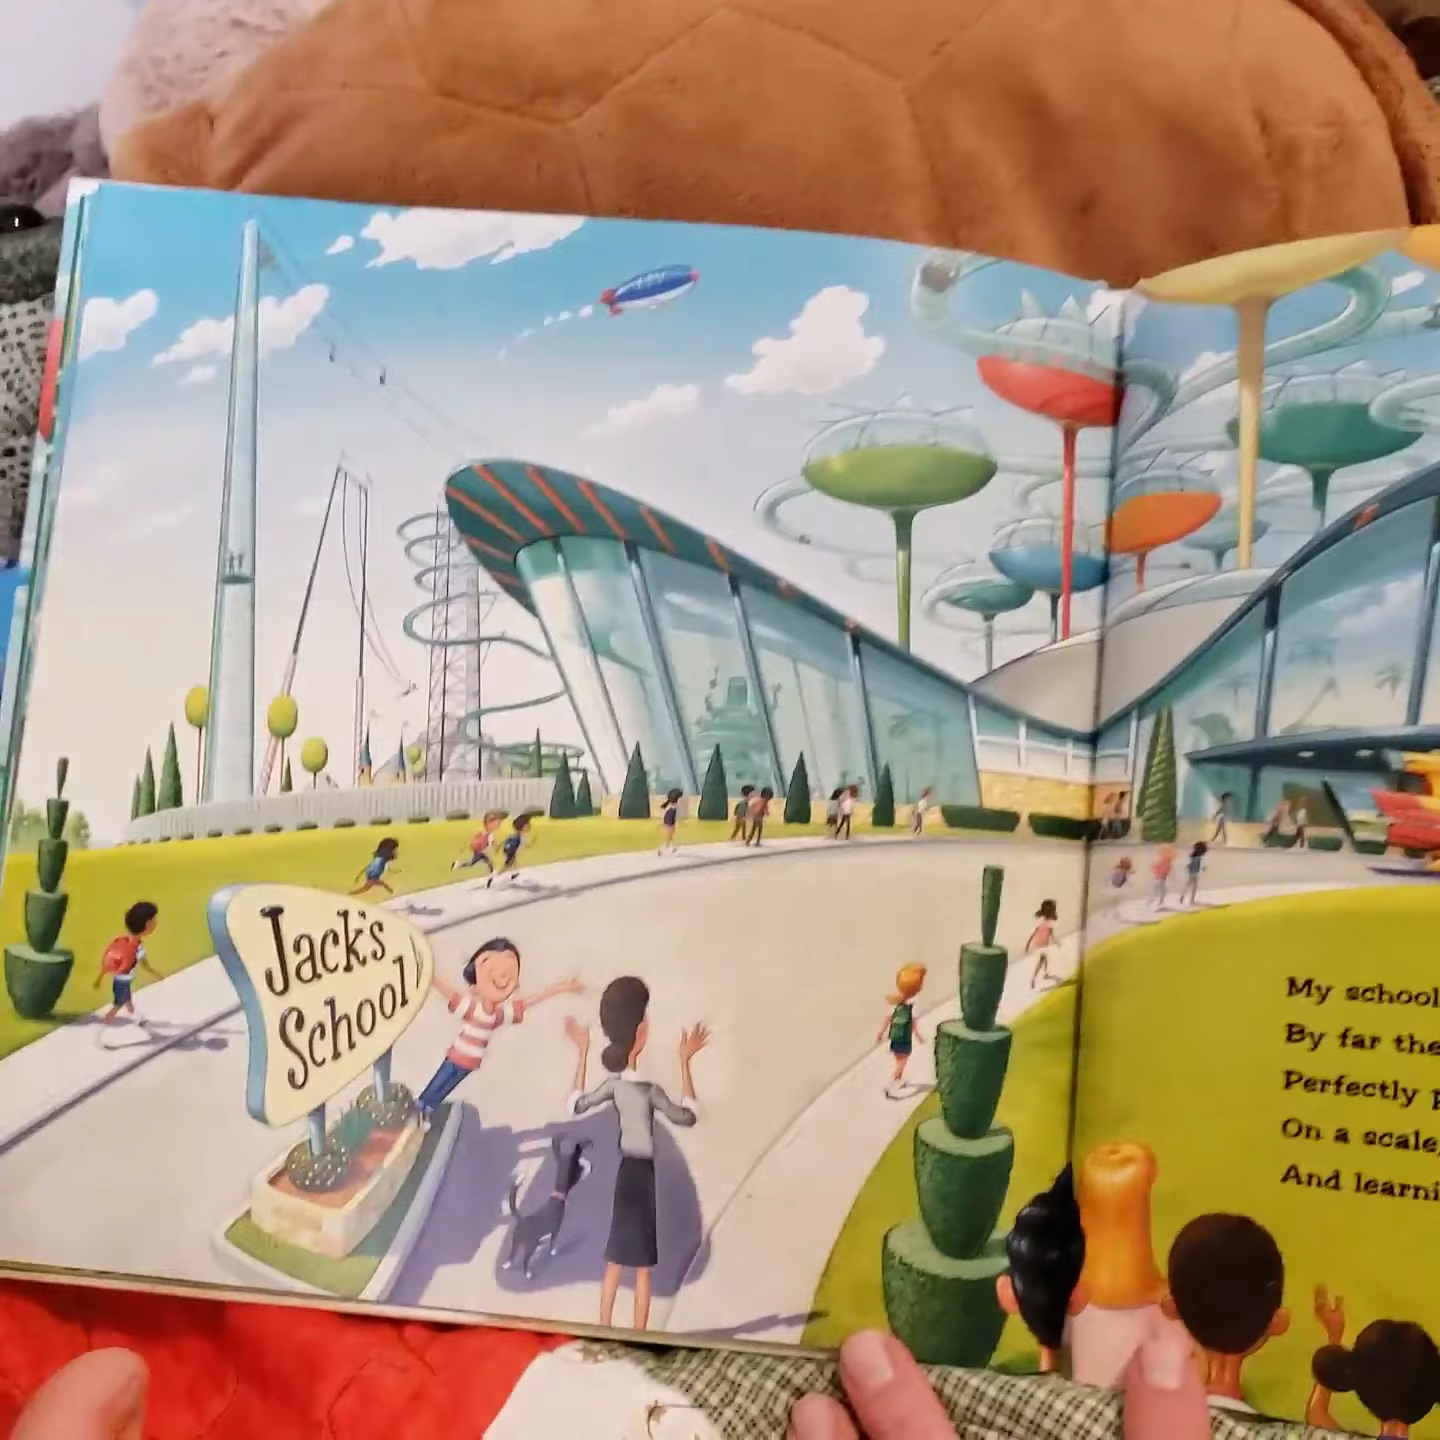 Jack's
School
My school
By far the
Perfectly
On a scale,
And learni